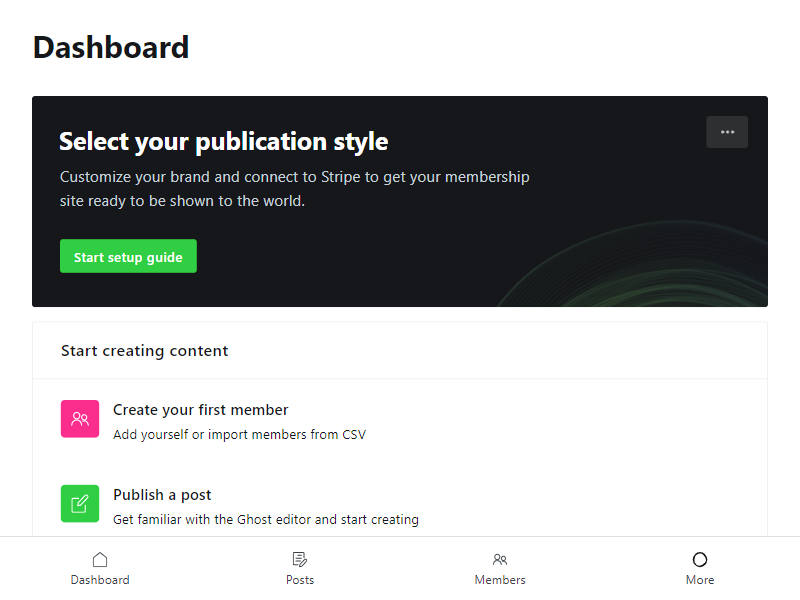 Dashboard
Select your publication style
Customize your brand and connect to Stripe to get your membership
site ready to be shown to the world.
Start setup guide
Start creating content
Create your first member
Add yourself or import members from CSV
Publish a post
Get familiar with the Ghost editor and start creating
Dashboard
Posts
Members
More